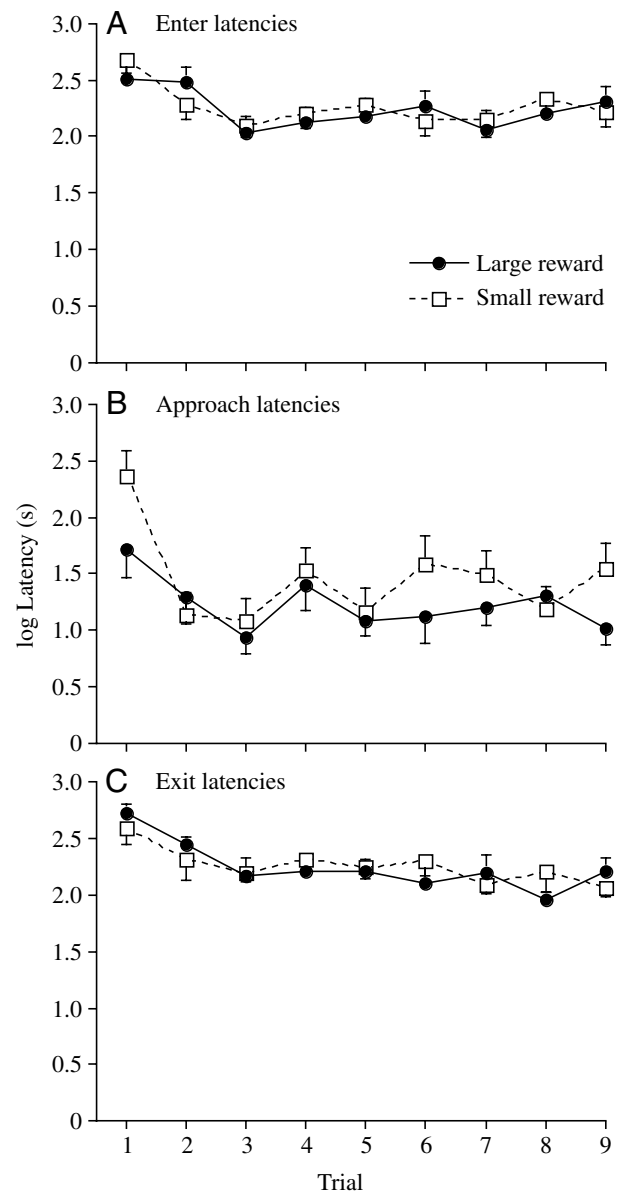 A Enter latencies
3.0
2.5
2.0
1.5
1.0
0.5
0
Large reward
Small reward
B Approach latencies
3.0
2.5
2.0
1.5
1.0
0.5
0
log Latency (s)
C Exit latencies
3.0
2.5
2.0
1.5
1.0
0.5
0
1 2 3 4 5 6 7 8 9
Trial